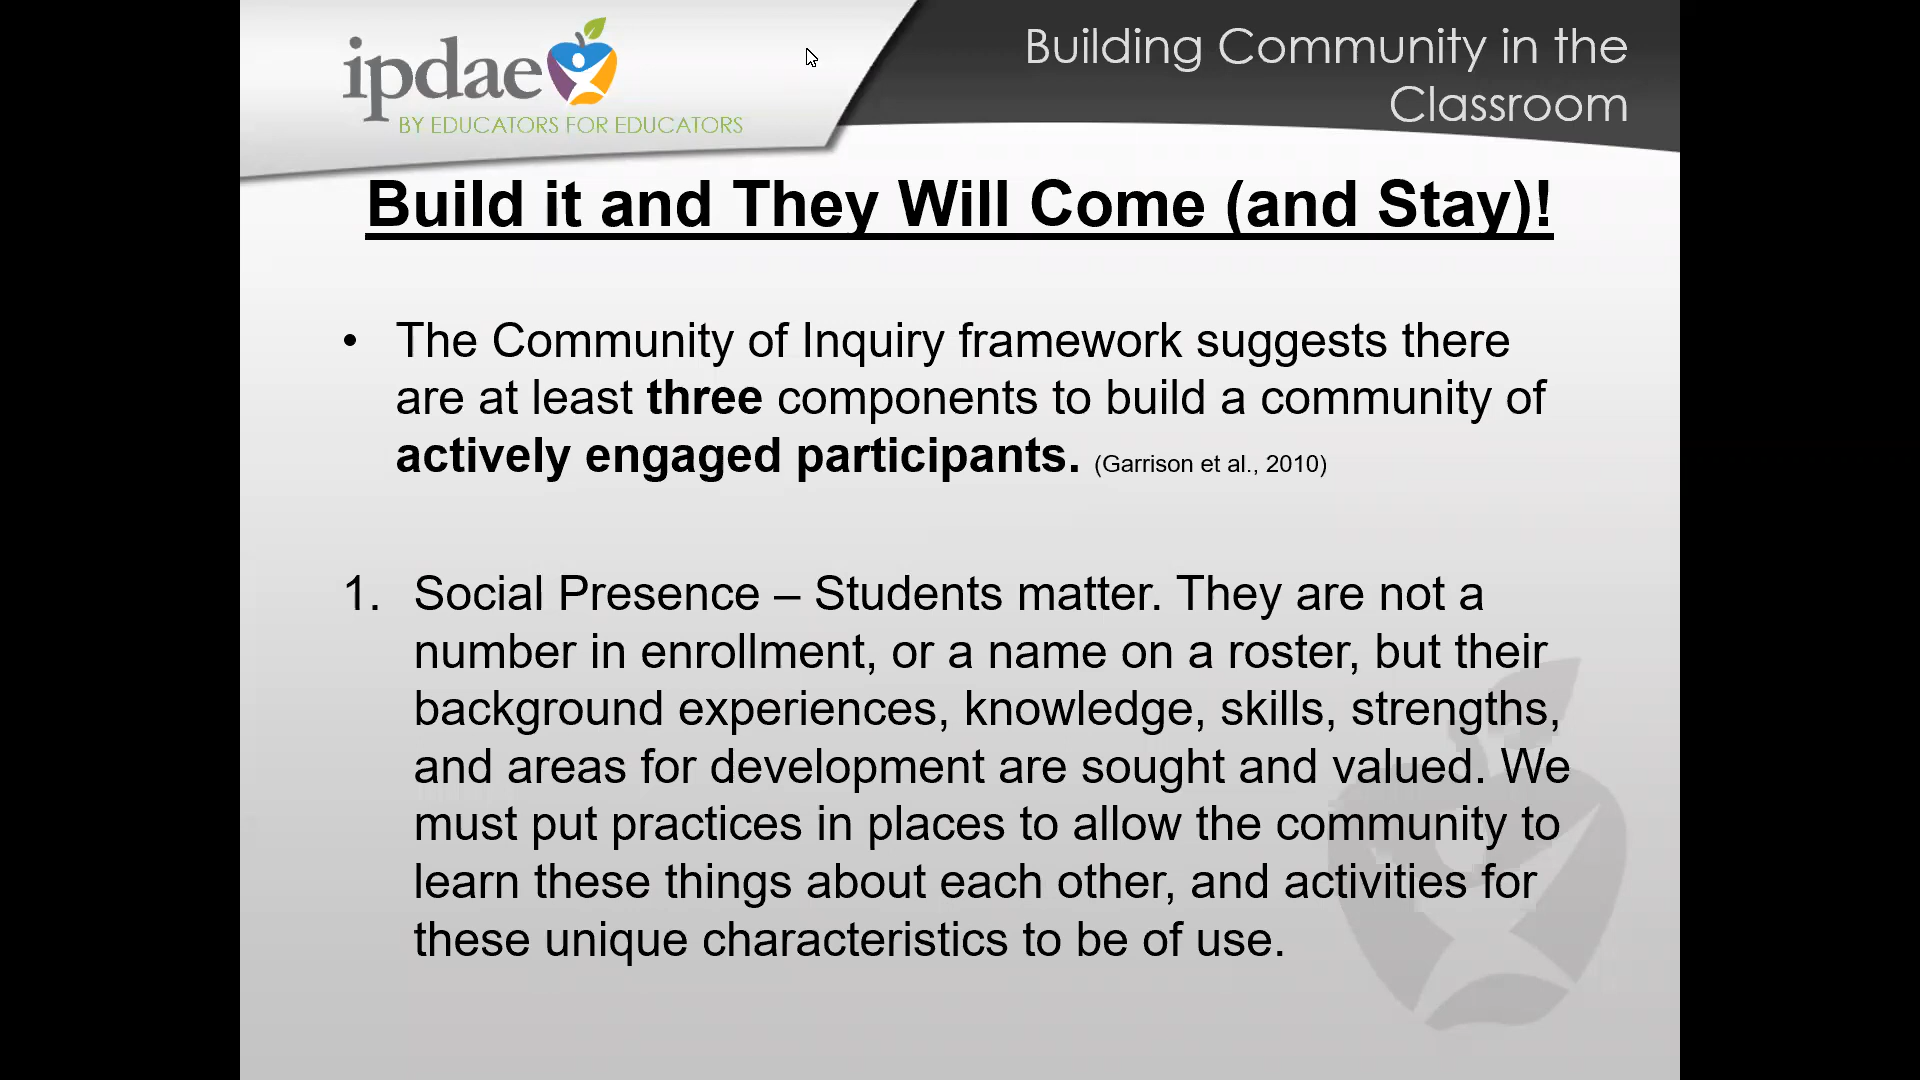 ipdae
BY EDUCATORS FOR EDUCATORS
Building Community in the
Classroom
Build it and They Will Come (and Stay)!
• The Community of Inquiry framework suggests there
are at least three components to build a community of
actively engaged participants. (Garrison et al., 2010)
1. Social Presence – Students matter. They are not a
number in enrollment, or a name on a roster, but their
background experiences, knowledge, skills, strengths,
and areas for development are sought and valued. We
must put practices in places to allow the community to
learn these things about each other, and activities for
these unique characteristics to be of use.